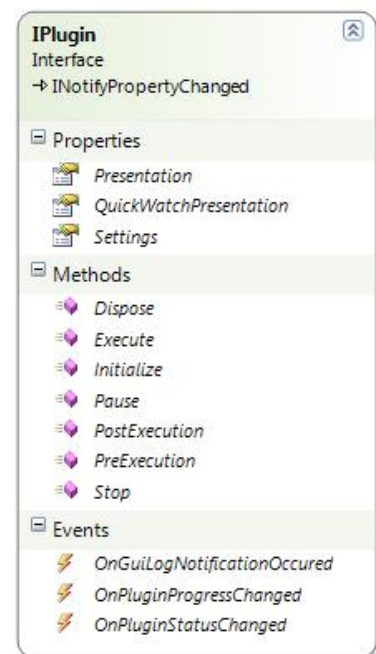 IPlugin
Interface
INotifyPropertyChanged
Properties
Presentation
QuickWatchPresentation
Settings
Methods
Dispose
Execute
Initialize
Pause
PostExecution
PreExecution
Stop
Events
OnGuiLogNotificationOccured
OnPluginProgressChanged
OnPluginStatusChanged